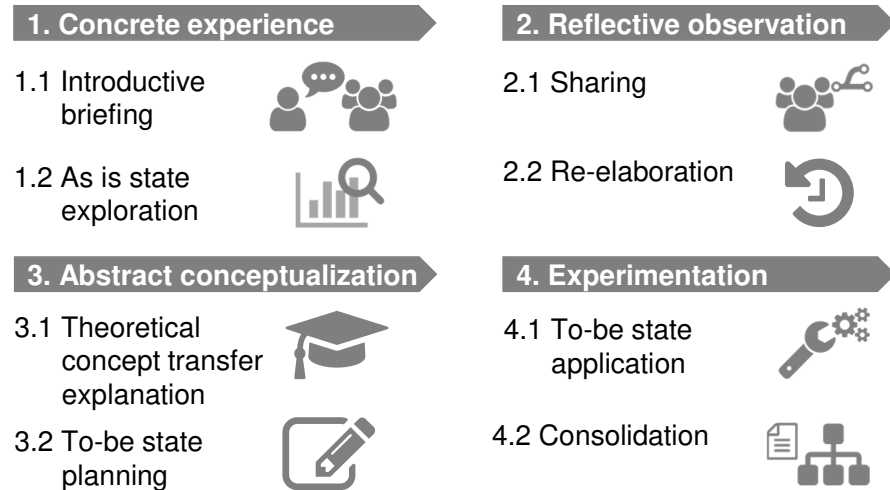 1. Concrete experience
1.1 Introductive
briefing
1.2 As is state
exploration
2. Reflective observation
2.1 Sharing
2.2 Re-elaboration
3. Abstract conceptualization
3.1 Theoretical
concept transfer
explanation
3.2 To-be state
planning
4. Experimentation
4.1 To-be state
application
4.2 Consolidation